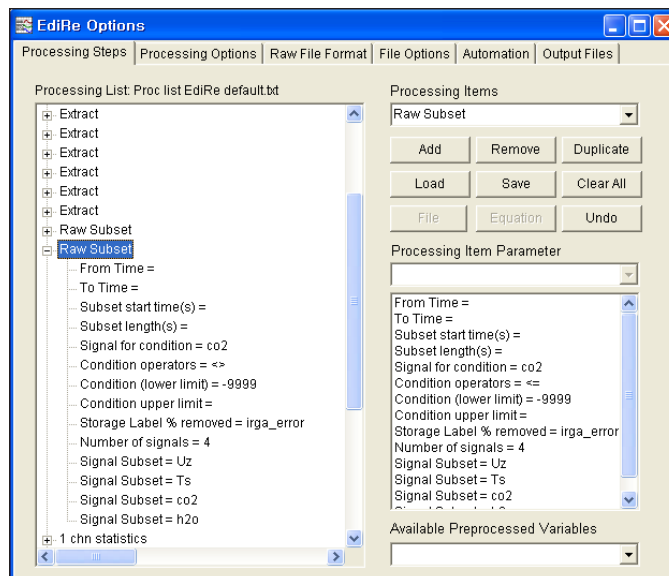 EdiRe Options
Processing Steps
Processing Options
Raw File Format
File Options
Automation
Output Files
Processing List: Proc list EdiRe default.txt
Extract
Extract
Extract
Extract
Extract
Extract
Raw Subset
Raw Subset
From Time =
To Time =
Subset start time(s) =
Subset length(s) =
Signal for condition = co2
Condition operators = <>
Condition (lower limit) = -9999
Condition upper limit =
Storage Label % removed = irga_error
Number of signals = 4
Signal Subset = Uz
Signal Subset = Ts
Signal Subset = co2
Signal Subset = h2o
1 chn statistics
Processing Items
Raw Subset
Add
Remove
Duplicate
Load
Save
Clear All
File
Equation
Undo
Processing Item Parameter
From Time =
To Time =
Subset start time(s) =
Subset length(s) =
Signal for condition = co2
Condition operators = <=
Condition (lower limit) = -9999
Condition upper limit =
Storage Label % removed = irga_error
Number of signals = 4
Signal Subset = Uz
Signal Subset = Ts
Signal Subset = co2
Available Preprocessed Variables